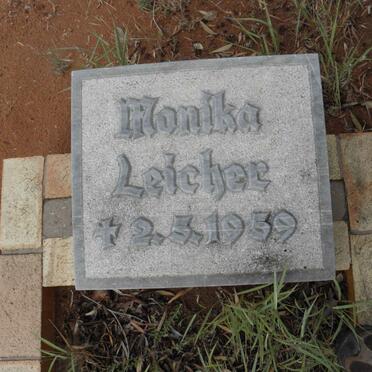 Monika
Leicher
† 2.5.1959